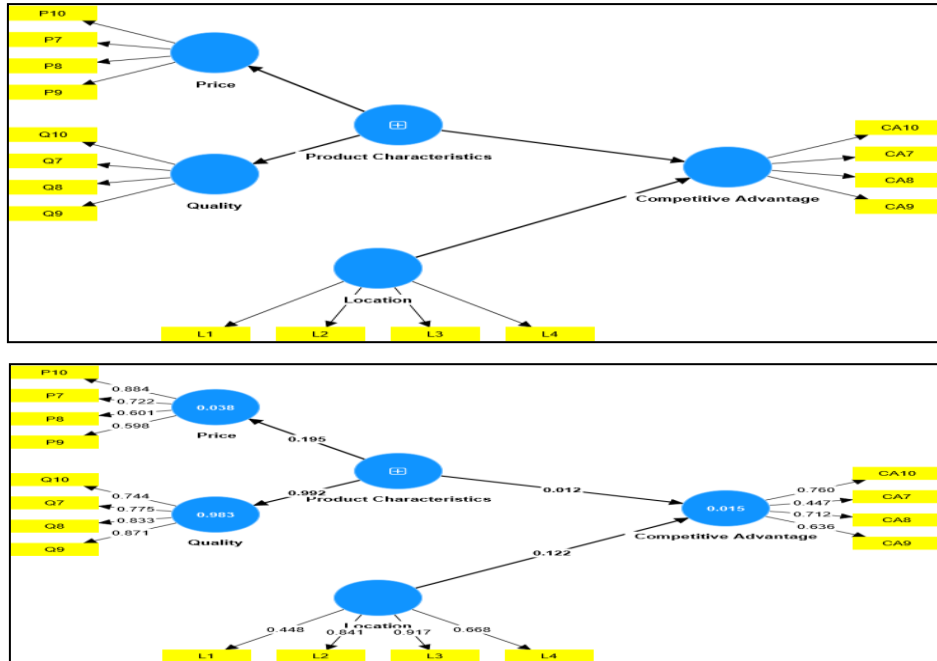 P10
P7
P8
P9
Price
Product Characteristics
Q10
Q7
Q8
Q9
Quality
CA10
CA7
CA8
CA9
Competitive Advantage
Location
L1
L2
L3
L4
P10
P7
P8
P9
0.884
0.722
0.601
0.598
0.038
Price
0.195
Product Characteristics
0.992
Q10
Q7
Q8
Q9
0.744
0.775
0.833
0.871
0.983
Quality
0.012
0.015
Competitive Advantage
0.760
0.447
0.712
0.636
CA10
CA7
CA8
CA9
0.122
Location
0.448
0.841
0.917
0.668
L1
L2
L3
L4